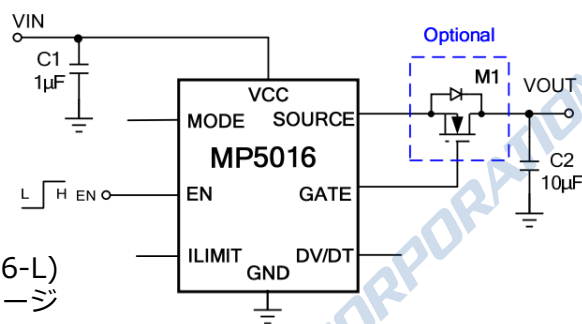 VIN
Optional
C1
1μF
M1
VOUT
VCC
MODE
SOURCE
MP5016
C2
10μF
L
H
EN
EN
GATE
ILIMIT
DV/DT
GND
6-L)
ージ
ORPORATION